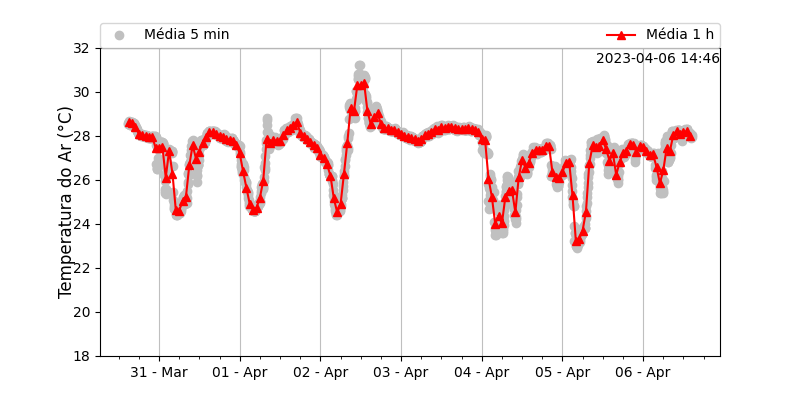 Média 5 min
Média 1 h
2023-04-06 14:46
Temperatura do Ar (°C)
32
30
28
26
24
22
20
18
31 - Mar
01 - Apr
02 - Apr
03 - Apr
04 - Apr
05 - Apr
06 - Apr